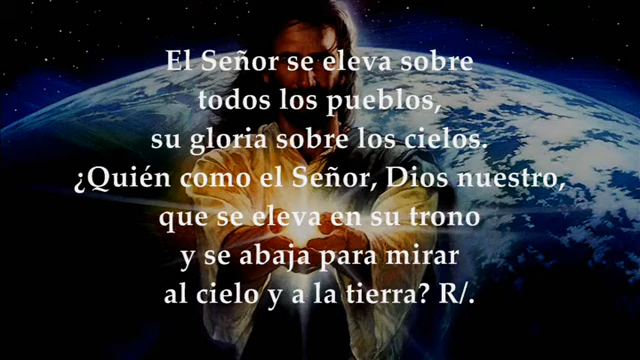 El Señor se eleva sobre
todos los pueblos,
su gloria sobre los cielos.
¿Quién como el Señor, Dios nuestro,
que se eleva en su trono
y se abaja para mirar
al cielo y a la tierra? R/.